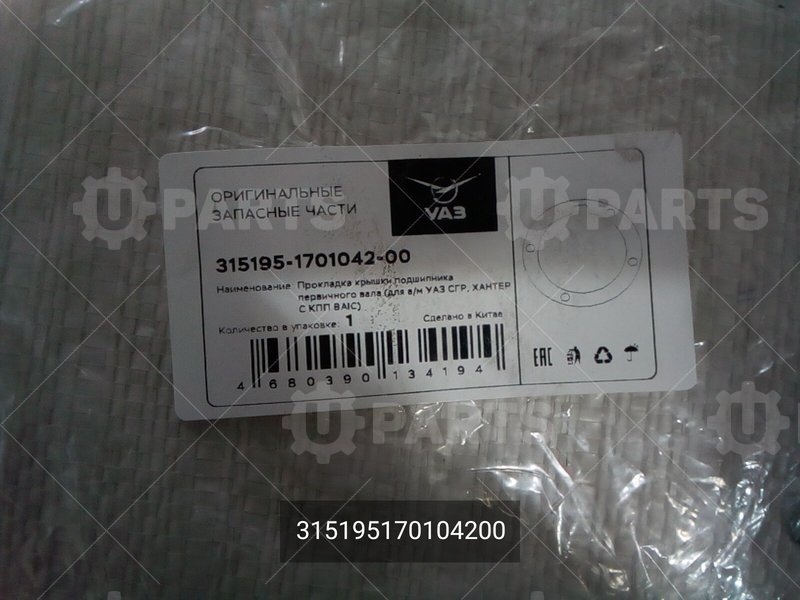 ОРИГИНАЛЬНЫЕ
ЗАПАСНЫЕ ЧАСТИ
УАЗ
315195-1701042-00
Наименование: Прокладка крышки подшипника
первичного вала (для а/м УАЗ СГР, ХАНТЕР
С КПП BAIC)
Количество в упаковке: 1
Сделано в Китае
4 680390 134194
EAC
U PARTS
U PARTS
U PARTS
315195170104200